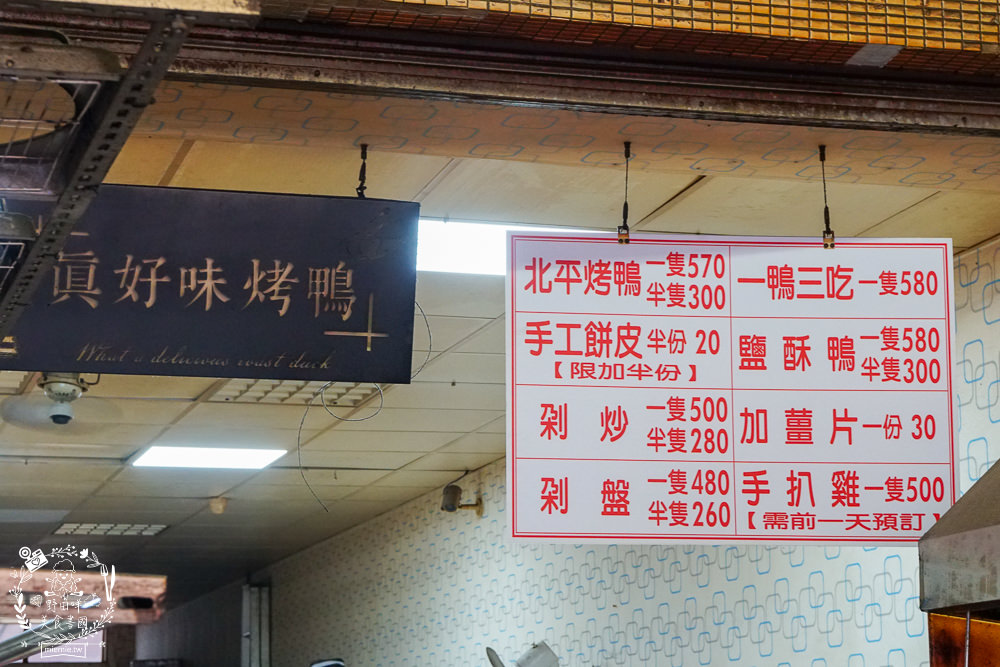 真好味烤鴨
What a delicious roast duck
北平烤鴨 一隻570
半隻300
手工餅皮 半份 20
【限加半份】
剁 炒 一隻500
半隻280
剁 盤 一隻480
半隻260
一鴨三吃 一隻580
鹽酥鴨 一隻580
半隻300
加薑片 一份 30
手扒雞 一隻500
【需前一天預訂】
miernie.tw